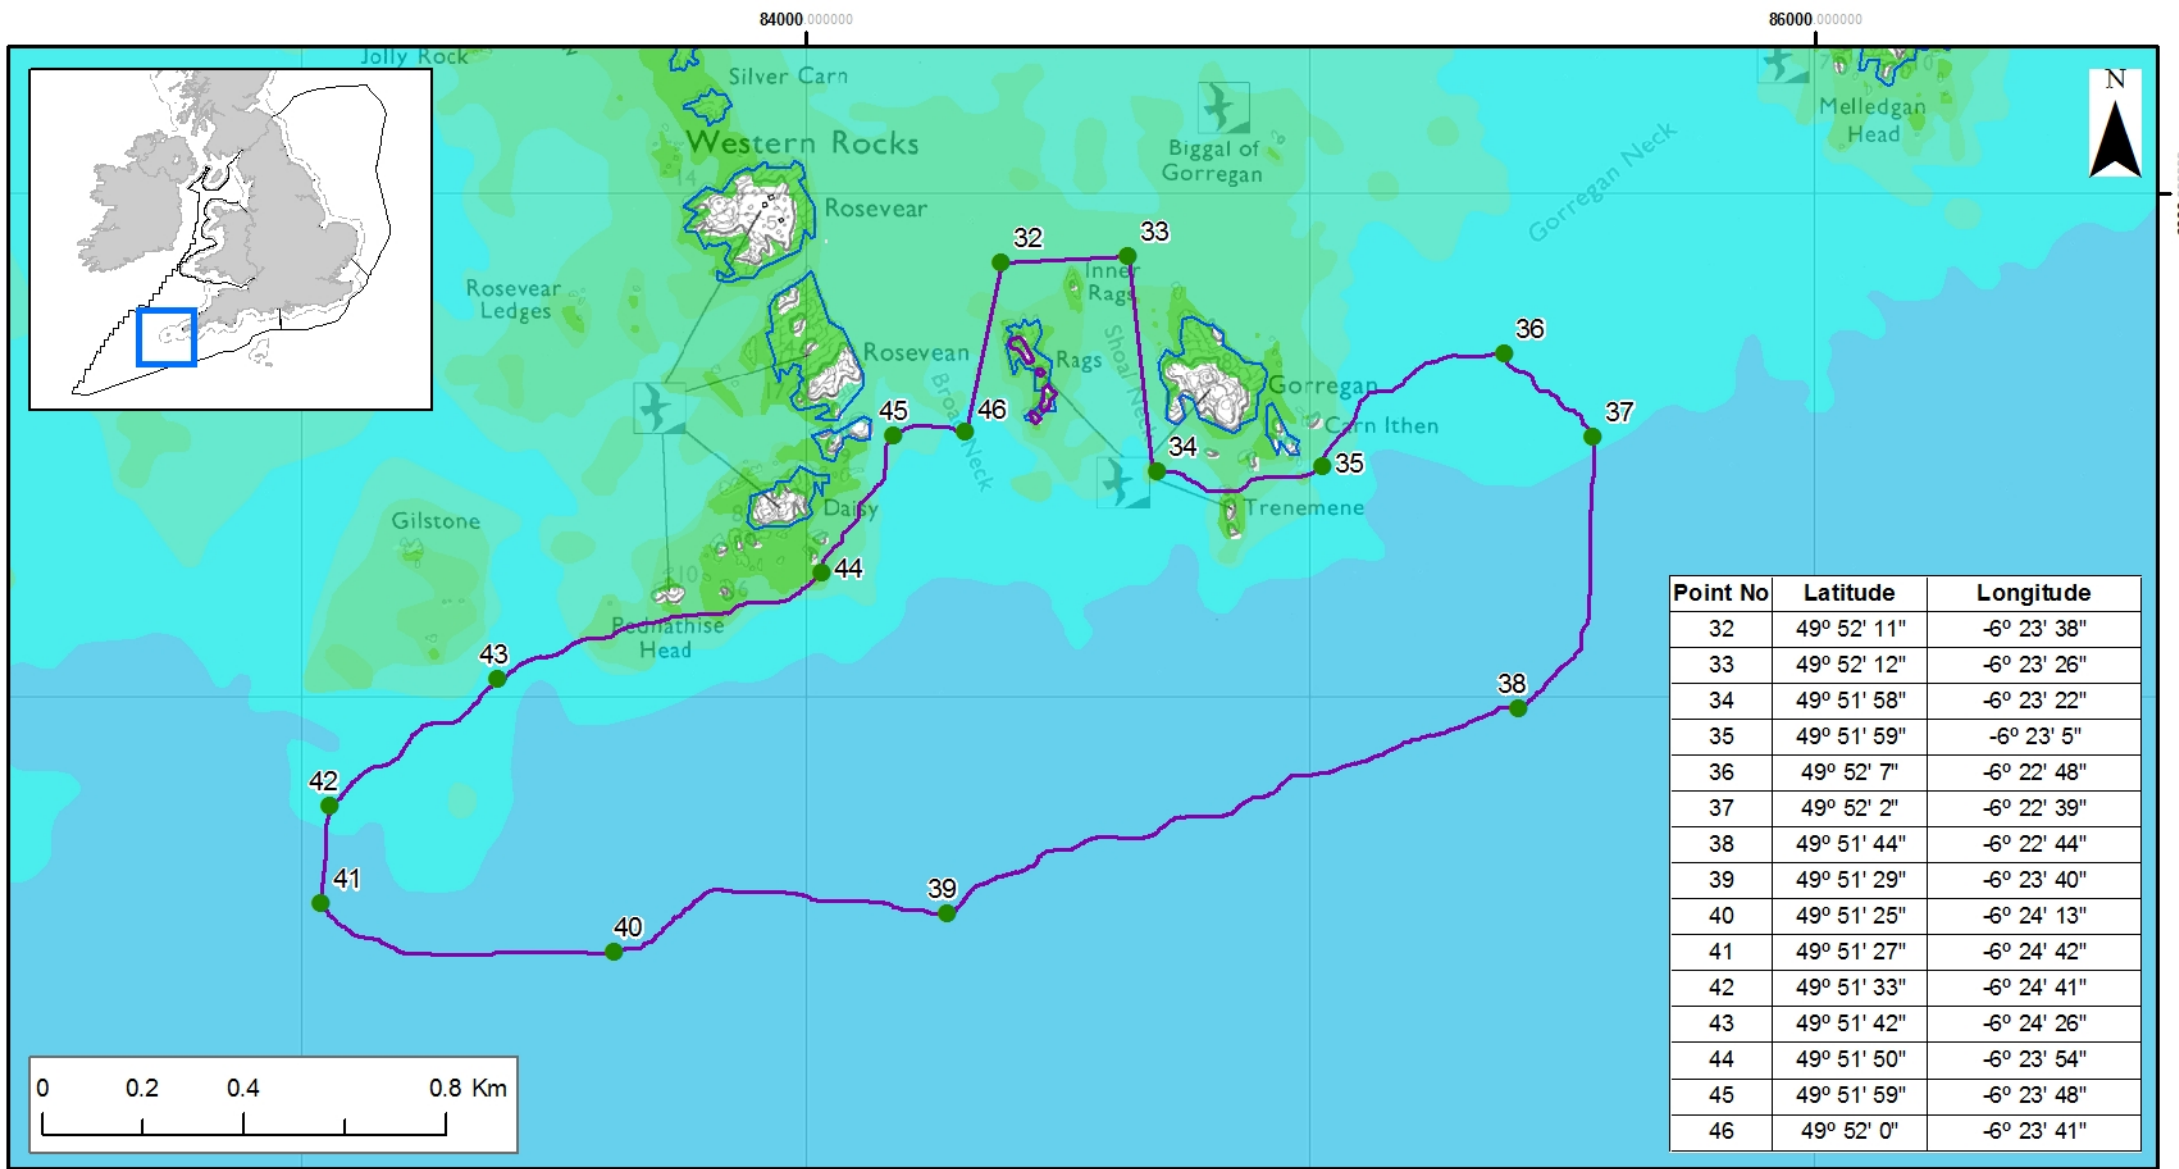 84000.000000
86000.000000
Jolly Rock
Silver Carn
N
Western Rocks
Melledgan
Head
Biggal of
Gorregan
14
Gorregan Neck
Rosevear
32
33
Inner
Rags
Rosevear
Ledges
Shoal Neck
36
Rosevean
Rags
Broad Neck
Gorregan
45
46
37
Carn Ithen
34
35
Gilstone
Daisy
Trenemene
44
10
Pednathise
Head
43
38
42
41
39
40
Point No Latitude Longitude
32 49º 52' 11" -6º 23' 38"
33 49º 52' 12" -6º 23' 26"
34 49º 51' 58" -6º 23' 22"
35 49º 51' 59" -6º 23' 5"
36 49º 52' 7" -6º 22' 48"
37 49º 52' 2" -6º 22' 39"
38 49º 51' 44" -6º 22' 44"
39 49º 51' 29" -6º 23' 40"
40 49º 51' 25" -6º 24' 13"
41 49º 51' 27" -6º 24' 42"
42 49º 51' 33" -6º 24' 41"
43 49º 51' 42" -6º 24' 26"
44 49º 51' 50" -6º 23' 54"
45 49º 51' 59" -6º 23' 48"
46 49º 52' 0" -6º 23' 41"
0 0.2 0.4 0.8 Km